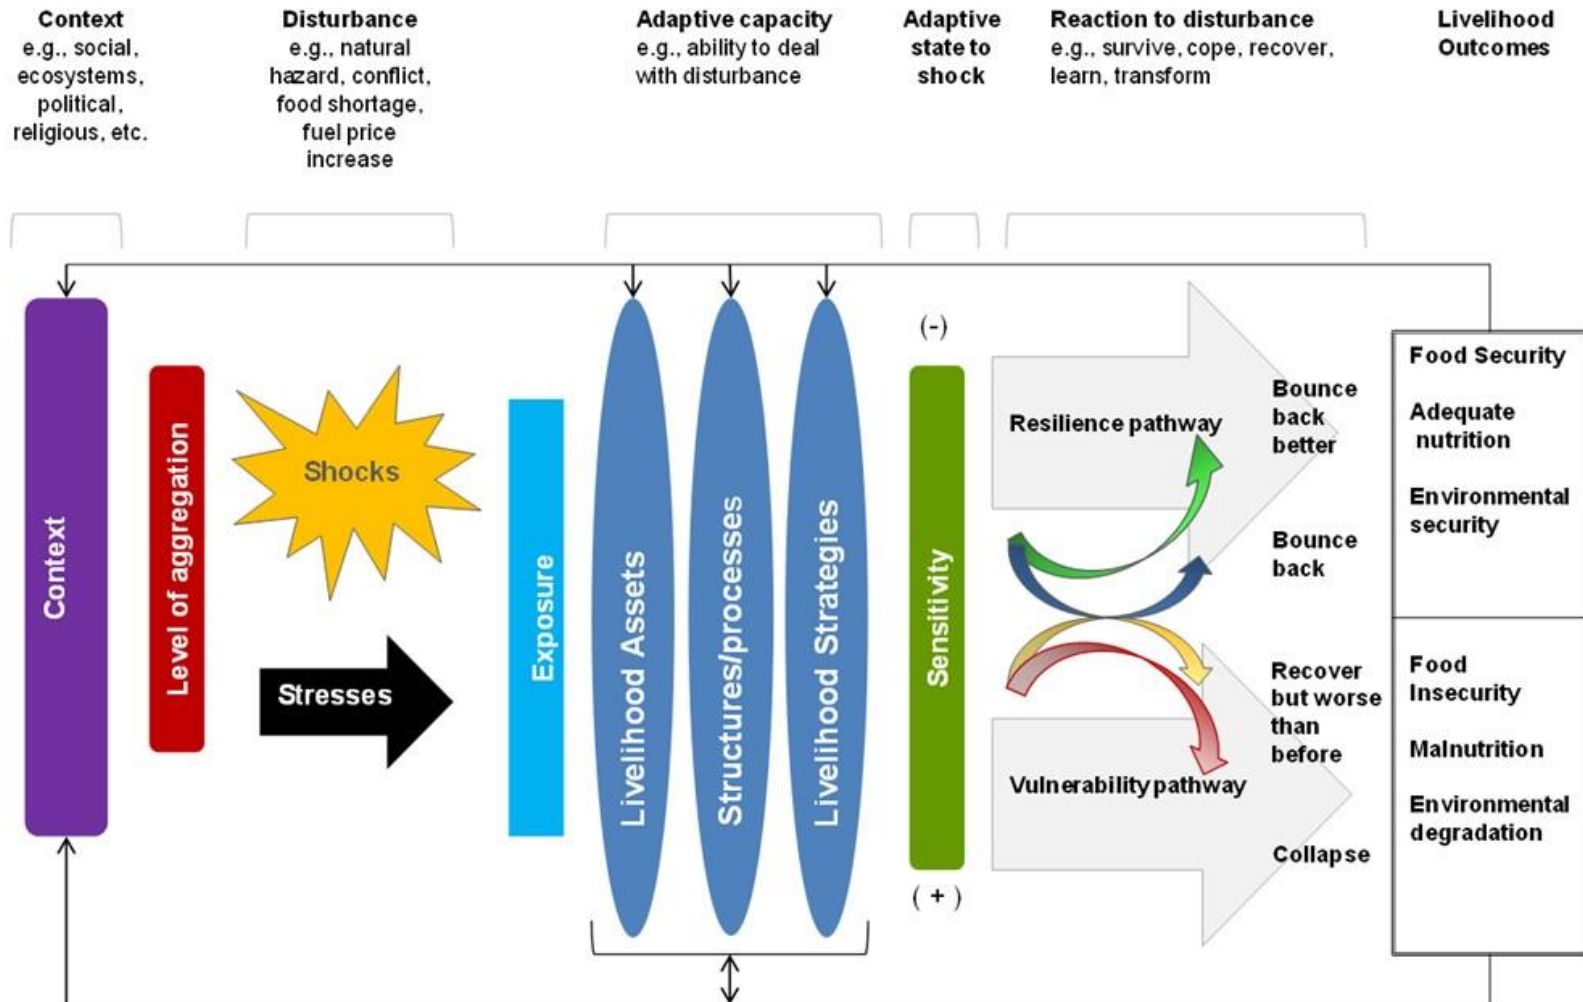 Context
e.g., social,
ecosystems,
political,
religious, etc.
Disturbance
e.g., natural
hazard, conflict,
food shortage,
fuel price
increase
Adaptive capacity
e.g., ability to deal
with disturbance
Adaptive
state to
shock
Reaction to disturbance
e.g., survive, cope, recover,
learn, transform
Livelihood
Outcomes
Context
Level of aggregation
Shocks
Stresses
Exposure
Livelihood Assets
Structures/processes
Livelihood Strategies
(-)
Sensitivity
( + )
Resilience pathway
Bounce
back
better
Bounce
back
Recover
but worse
than
before
Vulnerability pathway
Collapse
Food Security
Adequate
nutrition
Environmental
security
Food
Insecurity
Malnutrition
Environmental
degradation